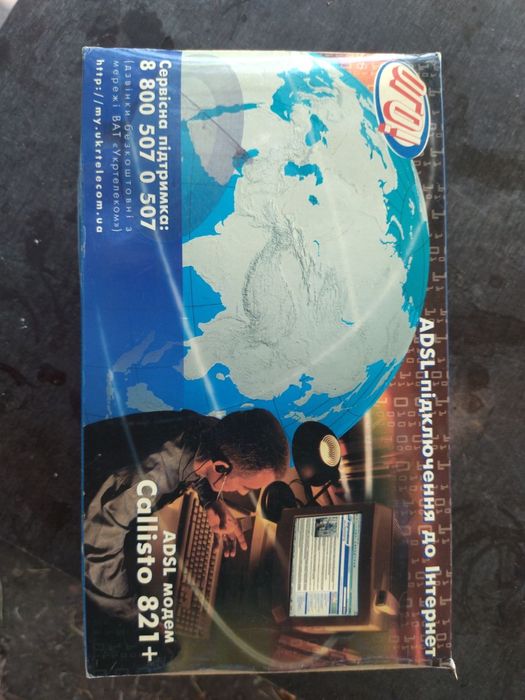 ОГО!
ADSL-підключення до Інтернет
Сервісна підтримка:
8 800 507 0 507
(дзвінки безкоштовні з
мережі ВАТ «Укртелеком»)
http://my.ukrtelecom.ua
ADSL модем
Callisto 821+